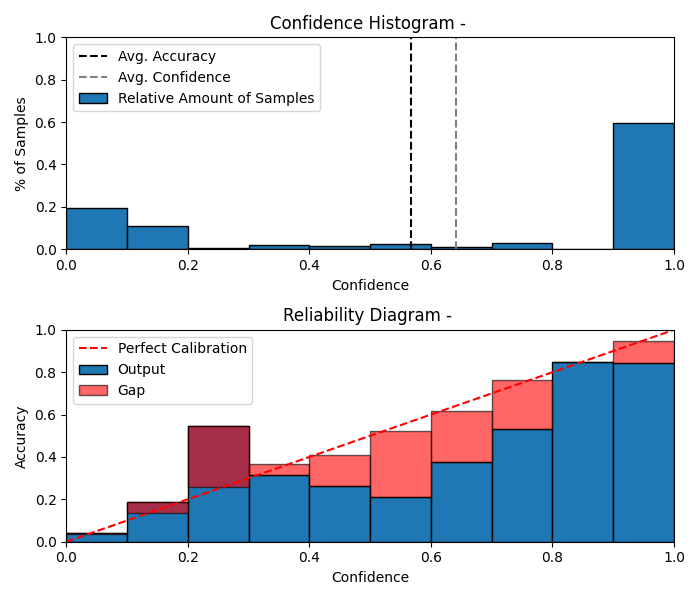 Confidence Histogram -
1.0
0.8
0.6
0.4
0.2
0.0
% of Samples
Avg. Accuracy
Avg. Confidence
Relative Amount of Samples
0.0 0.2 0.4 0.6 0.8 1.0
Confidence
Reliability Diagram -
1.0
0.8
0.6
0.4
0.2
0.0
Accuracy
Perfect Calibration
Output
Gap
0.0 0.2 0.4 0.6 0.8 1.0
Confidence